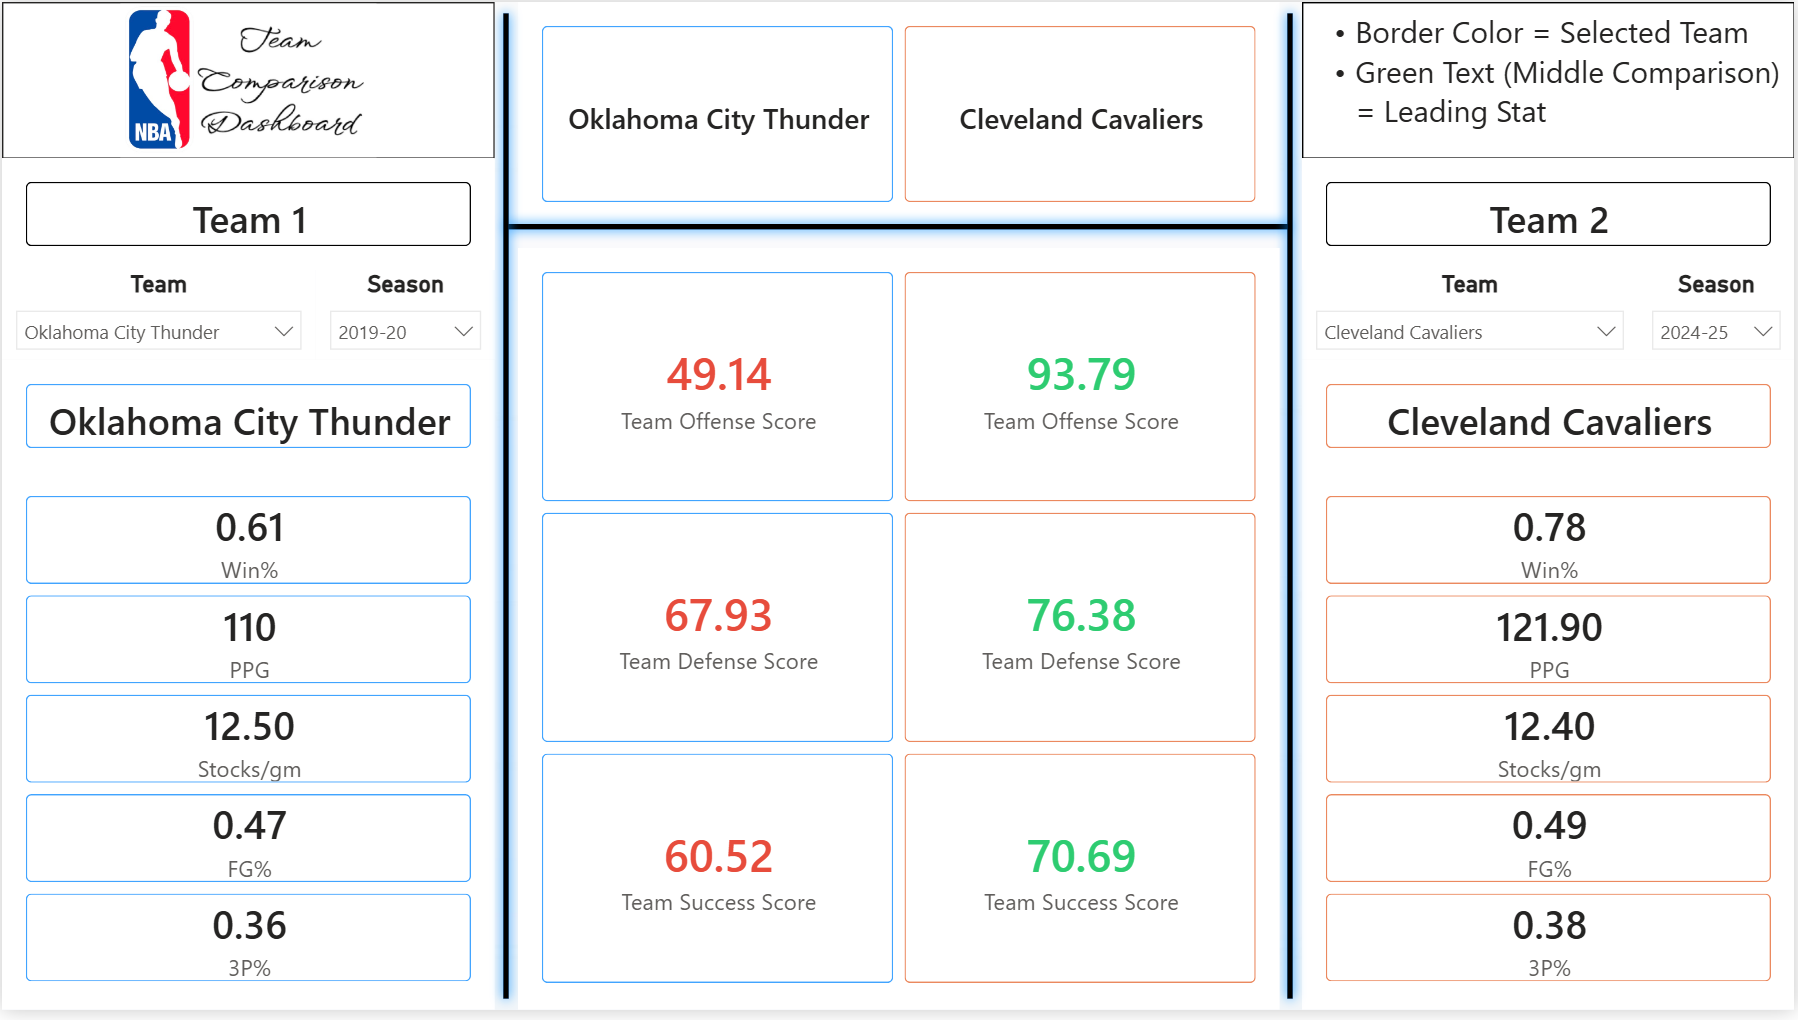 NBA
Team
Comparison
Dashboard
Team 1
Team
Season
Oklahoma City Thunder
2019-20
Oklahoma City Thunder
0.61
Win%
110
PPG
12.50
Stocks/gm
0.47
FG%
0.36
3P%
Oklahoma City Thunder
Cleveland Cavaliers
49.14
Team Offense Score
93.79
Team Offense Score
67.93
Team Defense Score
76.38
Team Defense Score
60.52
Team Success Score
70.69
Team Success Score
• Border Color = Selected Team
• Green Text (Middle Comparison)
= Leading Stat
Team 2
Team
Season
Cleveland Cavaliers
2024-25
Cleveland Cavaliers
0.78
Win%
121.90
PPG
12.40
Stocks/gm
0.49
FG%
0.38
3P%